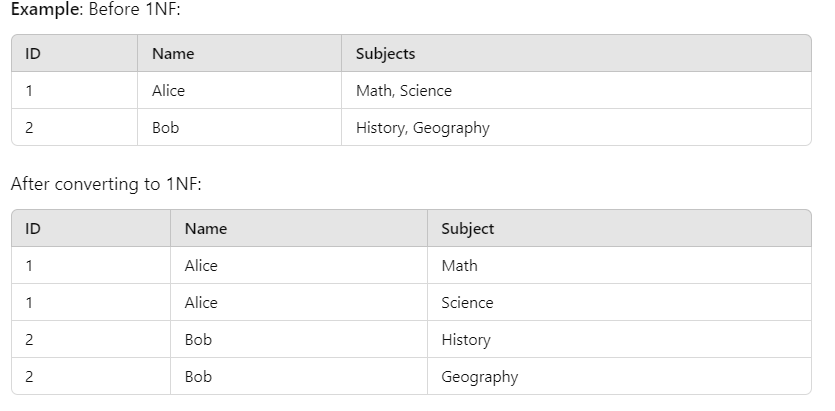 Example: Before 1NF:
ID Name Subjects
1 Alice Math, Science
2 Bob History, Geography
After converting to 1NF:
ID Name Subject
1 Alice Math
1 Alice Science
2 Bob History
2 Bob Geography